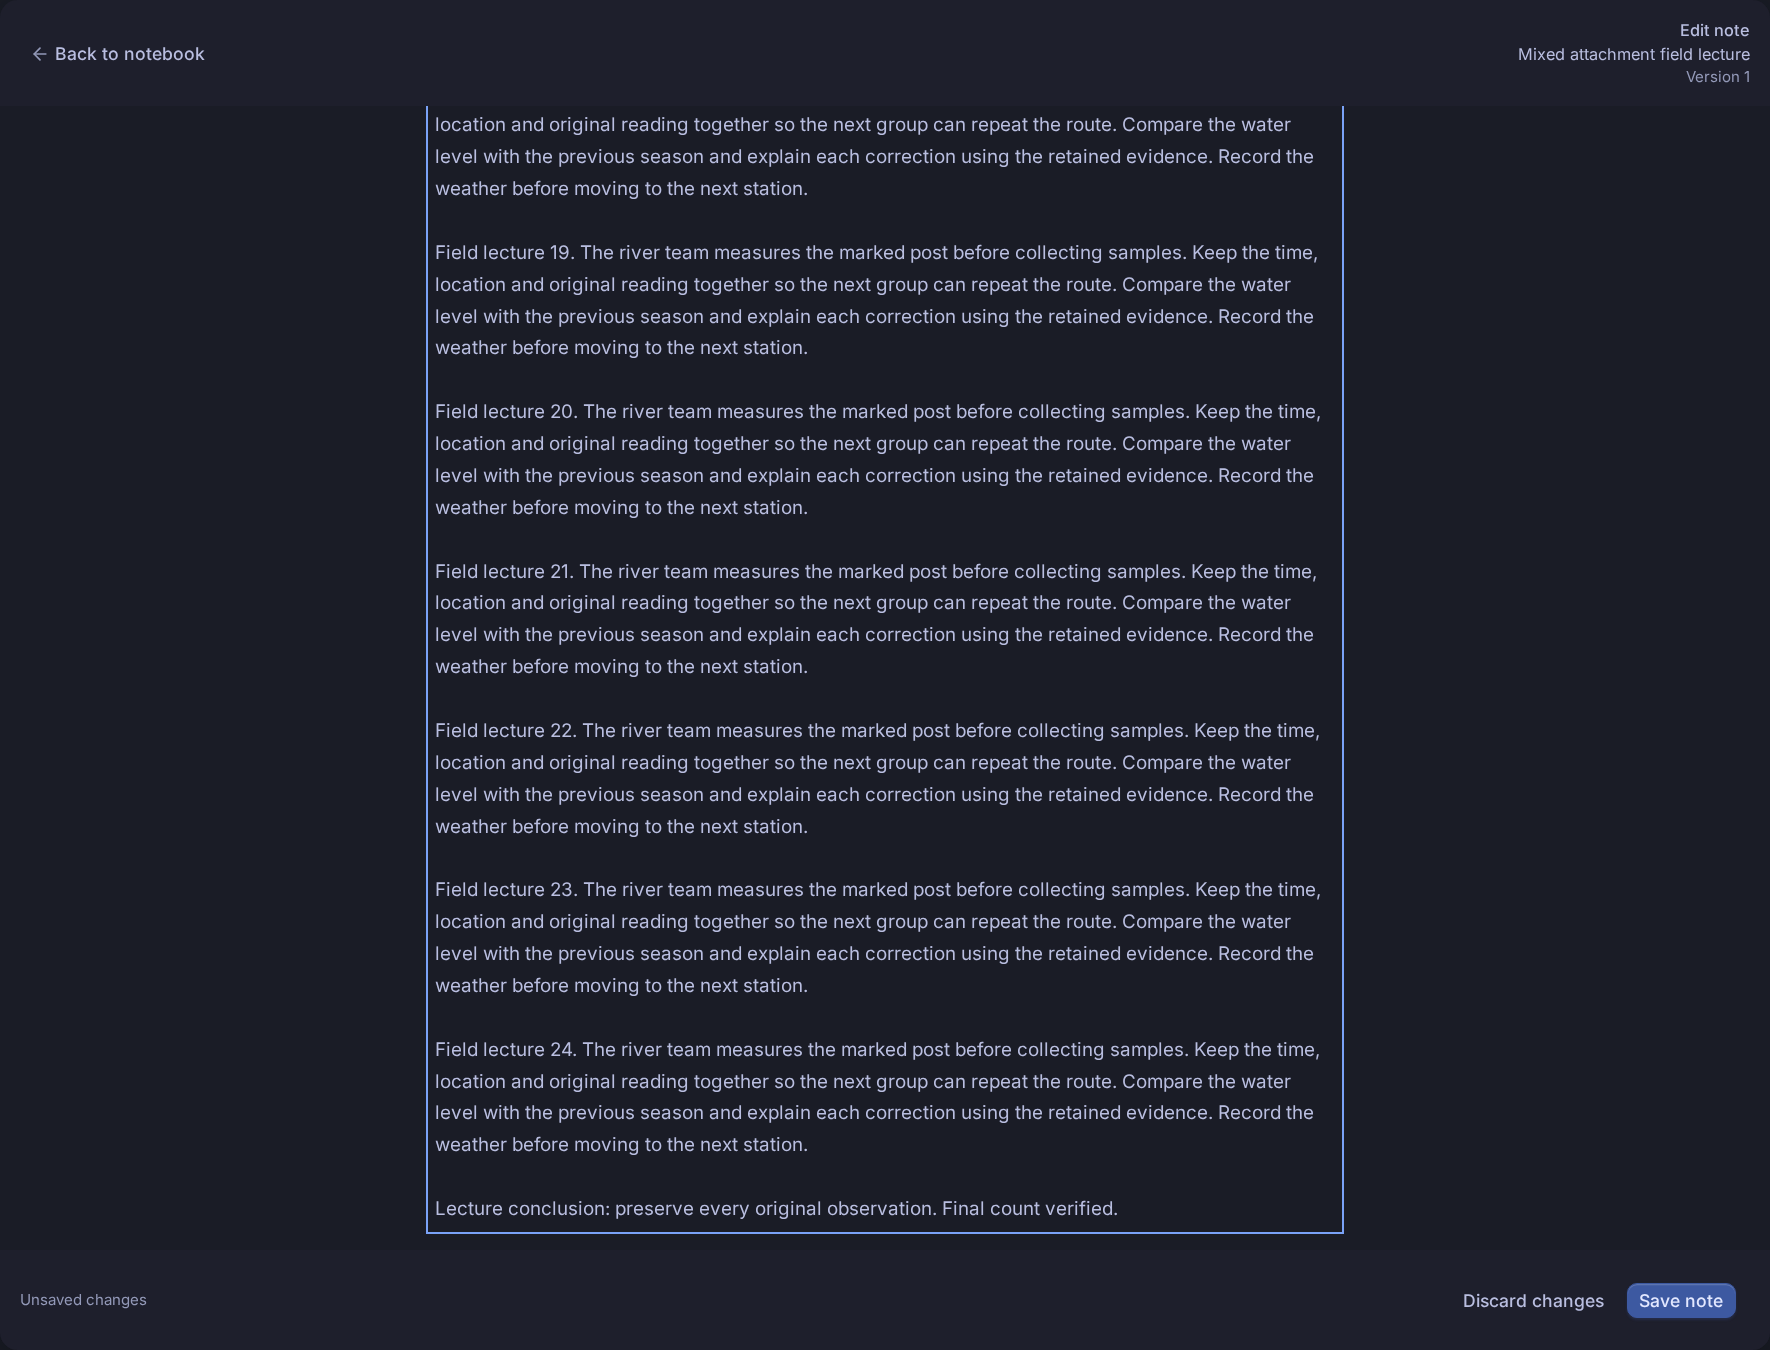 Back to notebook
Edit note
Mixed attachment field lecture
Version 1
location and original reading together so the next group can repeat the route. Compare the water
level with the previous season and explain each correction using the retained evidence. Record the
weather before moving to the next station.
Field lecture 19. The river team measures the marked post before collecting samples. Keep the time,
location and original reading together so the next group can repeat the route. Compare the water
level with the previous season and explain each correction using the retained evidence. Record the
weather before moving to the next station.
Field lecture 20. The river team measures the marked post before collecting samples. Keep the time,
location and original reading together so the next group can repeat the route. Compare the water
level with the previous season and explain each correction using the retained evidence. Record the
weather before moving to the next station.
Field lecture 21. The river team measures the marked post before collecting samples. Keep the time,
location and original reading together so the next group can repeat the route. Compare the water
level with the previous season and explain each correction using the retained evidence. Record the
weather before moving to the next station.
Field lecture 22. The river team measures the marked post before collecting samples. Keep the time,
location and original reading together so the next group can repeat the route. Compare the water
level with the previous season and explain each correction using the retained evidence. Record the
weather before moving to the next station.
Field lecture 23. The river team measures the marked post before collecting samples. Keep the time,
location and original reading together so the next group can repeat the route. Compare the water
level with the previous season and explain each correction using the retained evidence. Record the
weather before moving to the next station.
Field lecture 24. The river team measures the marked post before collecting samples. Keep the time,
location and original reading together so the next group can repeat the route. Compare the water
level with the previous season and explain each correction using the retained evidence. Record the
weather before moving to the next station.
Lecture conclusion: preserve every original observation. Final count verified.
Unsaved changes
Discard changes
Save note